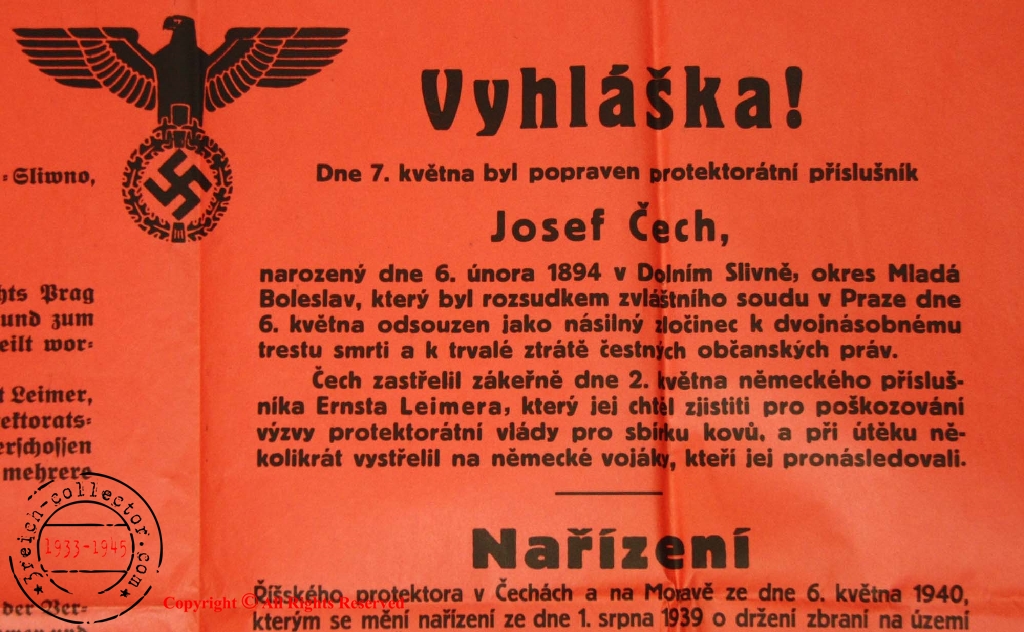 = Sliwno,
Prag
und zum
eilt wor=
Leimer,
ektorats=
erschossen
mehrere
der Ver=
Vyhláška!
Dne 7. května byl popraven protektorátní příslušník
Josef Čech,
narozený dne 6. února 1894 v Dolním Slivně, okres Mladá
Boleslav, který byl rozsudkem zvláštního soudu v Praze dne
6. května odsouzen jako násilný zločinec k dvojnásobnému
trestu smrti a k trvalé ztrátě čestných občanských práv.
Čech zastřelil zákeřně dne 2. května německého přísluš-
níka Ernsta Leimera, který jej chtěl zjistiti pro poškozování
výzvy protektorátní vlády pro sbírku kovů, a při útěku ně-
kolikrát vystřelil na německé vojáky, kteří jej pronásledovali.
Nařízení
Říšského protektora v Čechách a na Moravě ze dne 6. května 1940,
kterým se mění nařízení ze dne 1. srpna 1939 o držení zbraní na území
3reich-collector.com
1933-1945
Copyright © All Rights Reserved